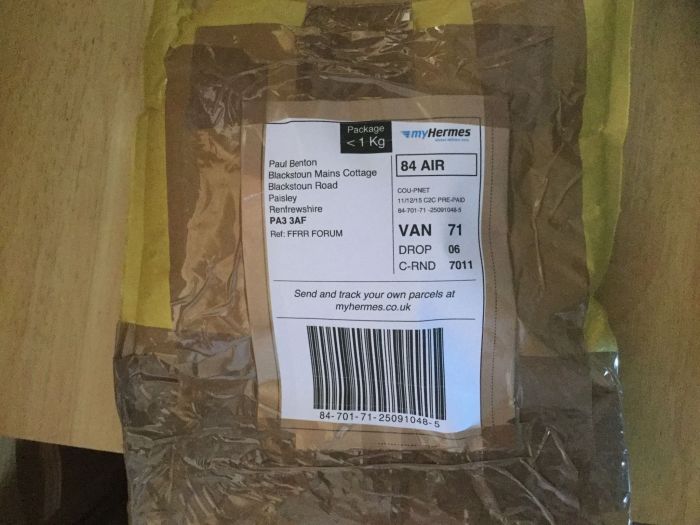 Package
< 1 Kg
myHermes
Paul Benton
Blackstoun Mains Cottage
Blackstoun Road
Paisley
Renfrewshire
PA3 3AF
Ref: FFRR FORUM
84 AIR
COU-PNET
11/12/15 C2C PRE-PAID
84-701-71 -25091048-5
VAN 71
DROP 06
C-RND 7011
Send and track your own parcels at
myhermes.co.uk
84-701-71-25091048-5